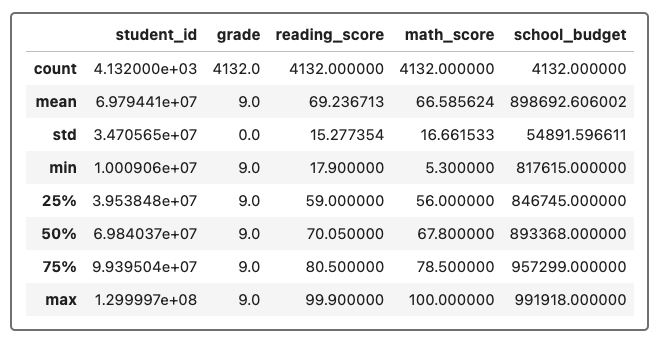 student_id grade reading_score math_score school_budget
count 4.132000e+03 4132.0 4132.000000 4132.000000 4132.000000
mean 6.979441e+07 9.0 69.236713 66.585624 898692.606002
std 3.470565e+07 0.0 15.277354 16.661533 54891.596611
min 1.000906e+07 9.0 17.900000 5.300000 817615.000000
25% 3.953848e+07 9.0 59.000000 56.000000 846745.000000
50% 6.984037e+07 9.0 70.050000 67.800000 893368.000000
75% 9.939504e+07 9.0 80.500000 78.500000 957299.000000
max 1.299997e+08 9.0 99.900000 100.000000 991918.000000